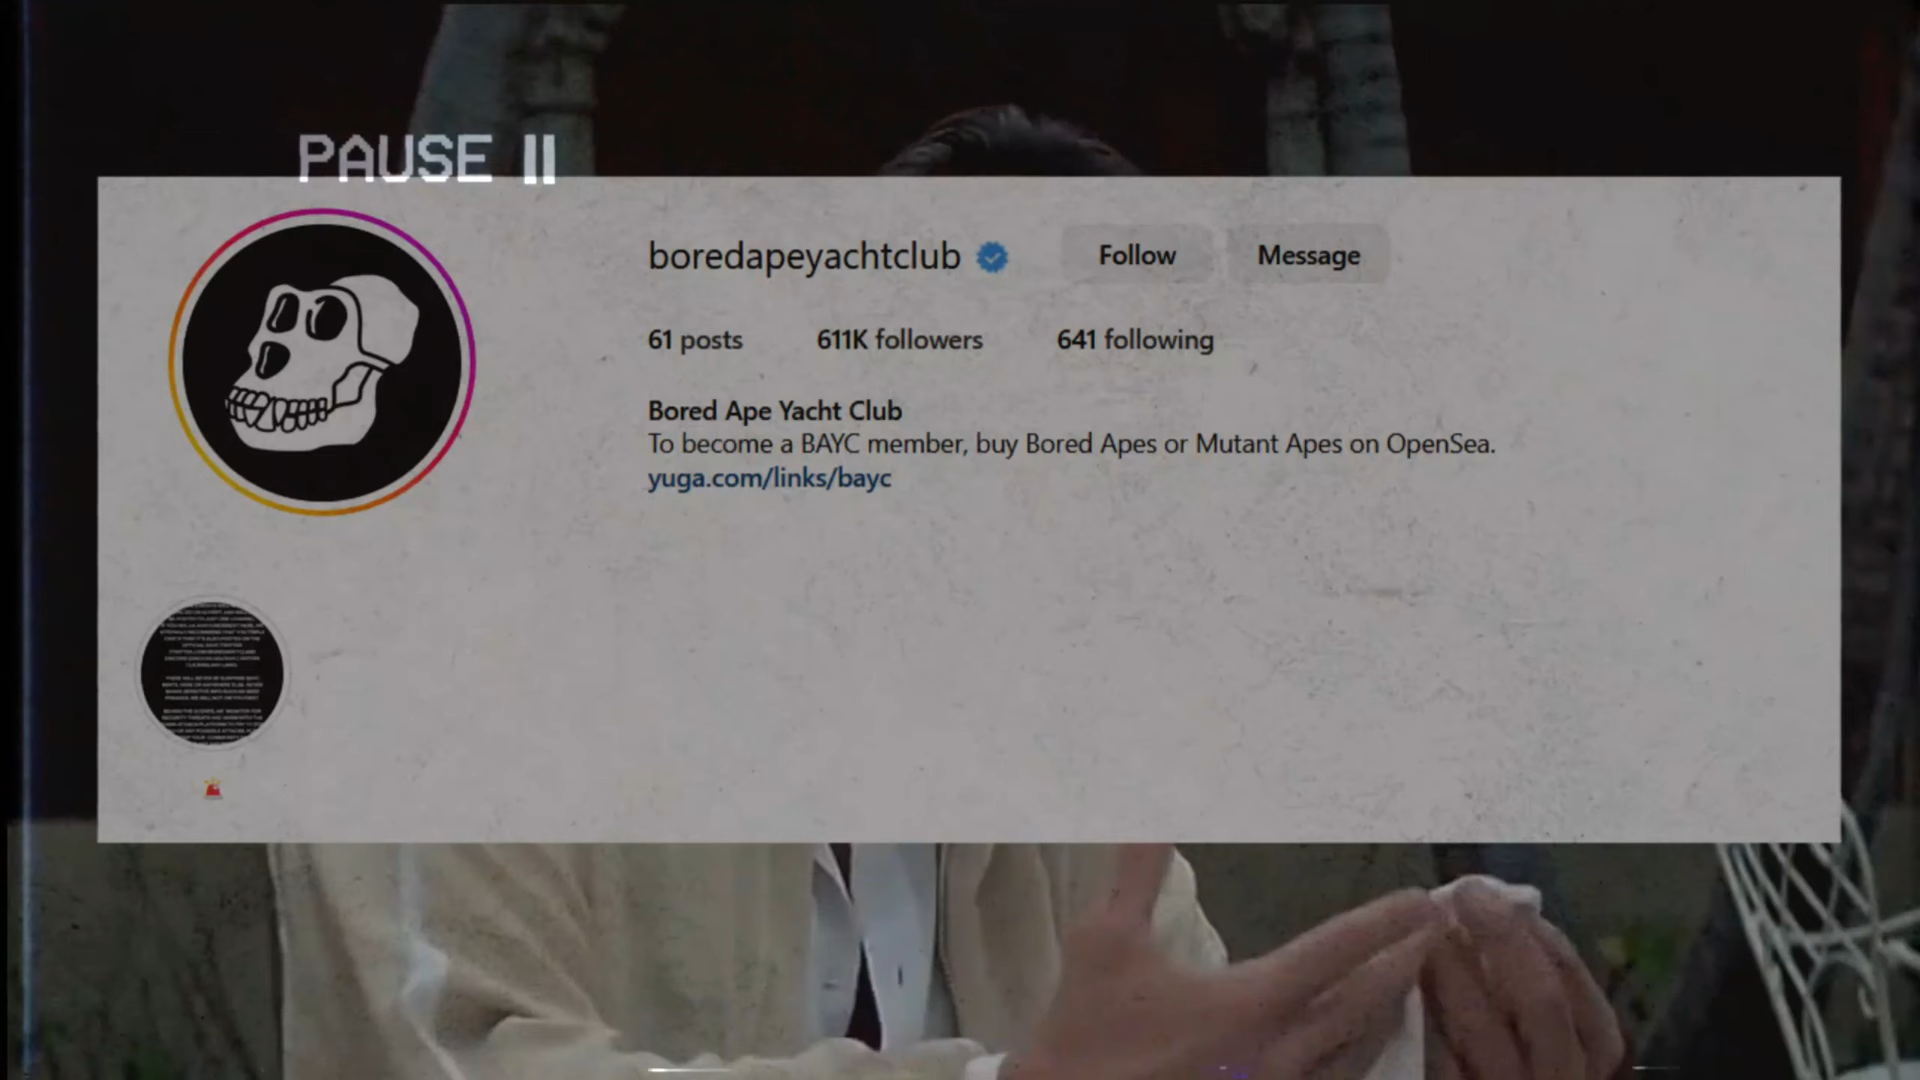 PAUSE
boredapeyachtclub Follow Message
61 posts 611K followers 641 following
Bored Ape Yacht Club
To become a BAYC member, buy Bored Apes or Mutant Apes on OpenSea.
yuga.com/links/bayc